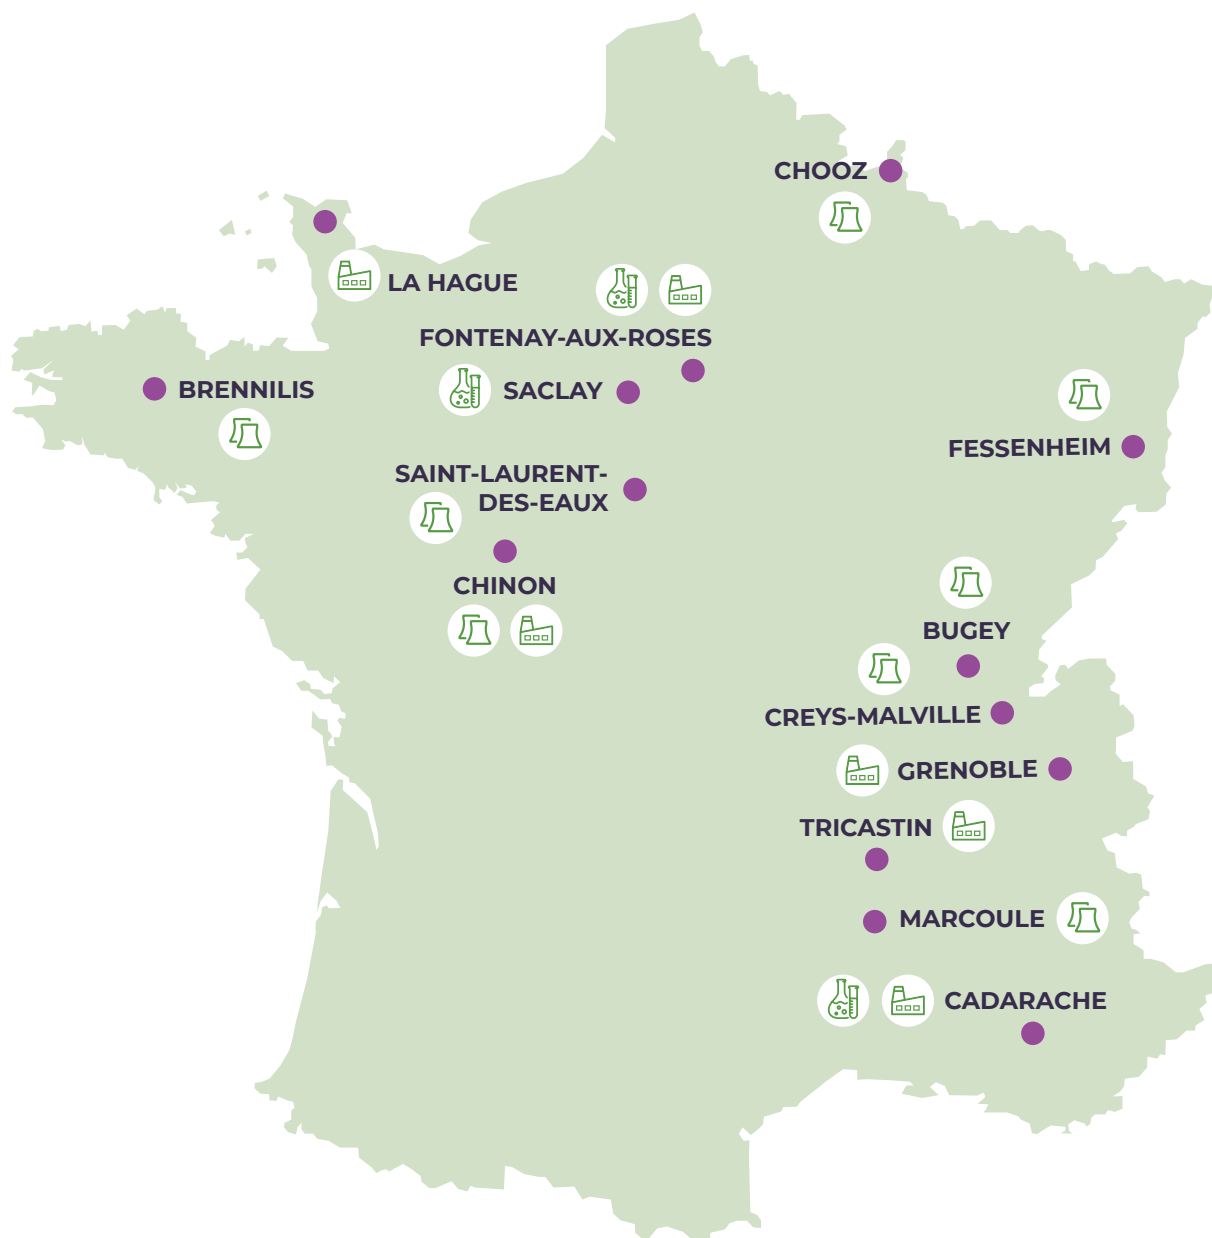 CHOOZ
LA HAGUE
FONTENAY-AUX-ROSES
BRENNILIS
SACLAY
FESSENHEIM
SAINT-LAURENT-
DES-EAUX
CHINON
BUGEY
CREYS-MALVILLE
GRENOBLE
TRICASTIN
MARCOULE
CADARACHE